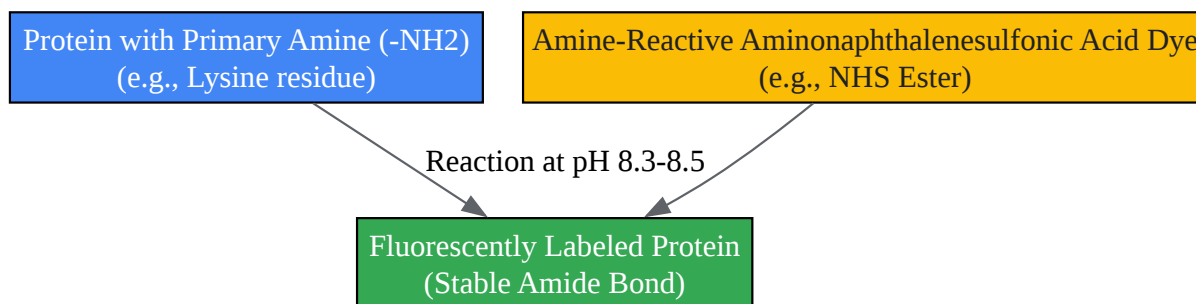 Protein with Primary Amine (-NH2)
(e.g., Lysine residue)
Amine-Reactive Aminonaphthalenesulfonic Acid Dye
(e.g., NHS Ester)
Reaction at pH 8.3-8.5
Fluorescently Labeled Protein
(Stable Amide Bond)